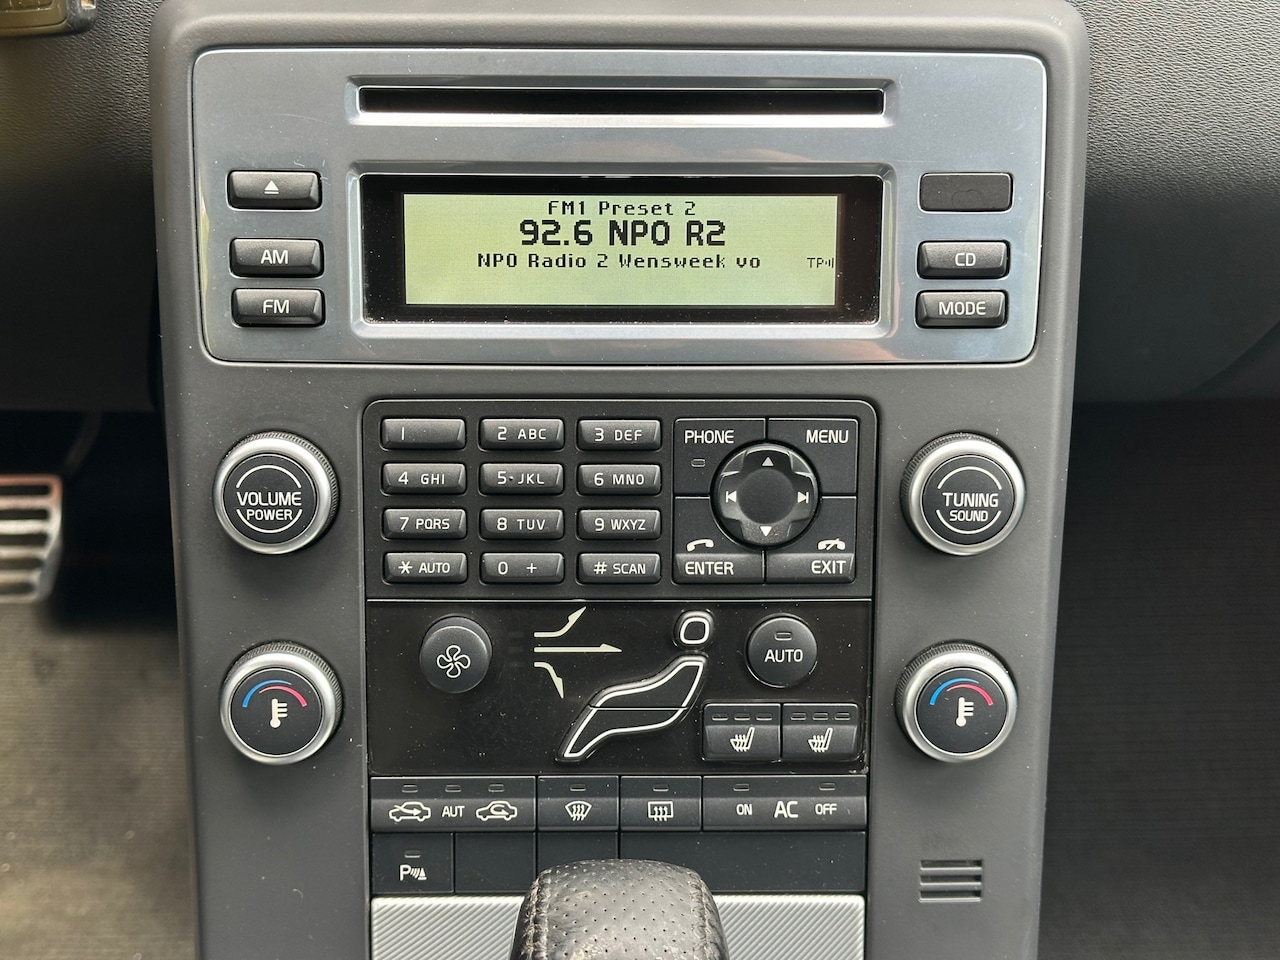 FM1 Preset 2
92.6 NPO R2
NPO Radio 2 Wensweek vo
TP
AM
FM
CD
MODE
1
2 ABC
3 DEF
PHONE
MENU
4 GHI
5·JKL
6 MNO
VOLUME
POWER
TUNING
SOUND
7 PQRS
8 TUV
9 WXYZ
* AUTO
0 +
# SCAN
ENTER
EXIT
AUTO
AUT
ON AC OFF
P